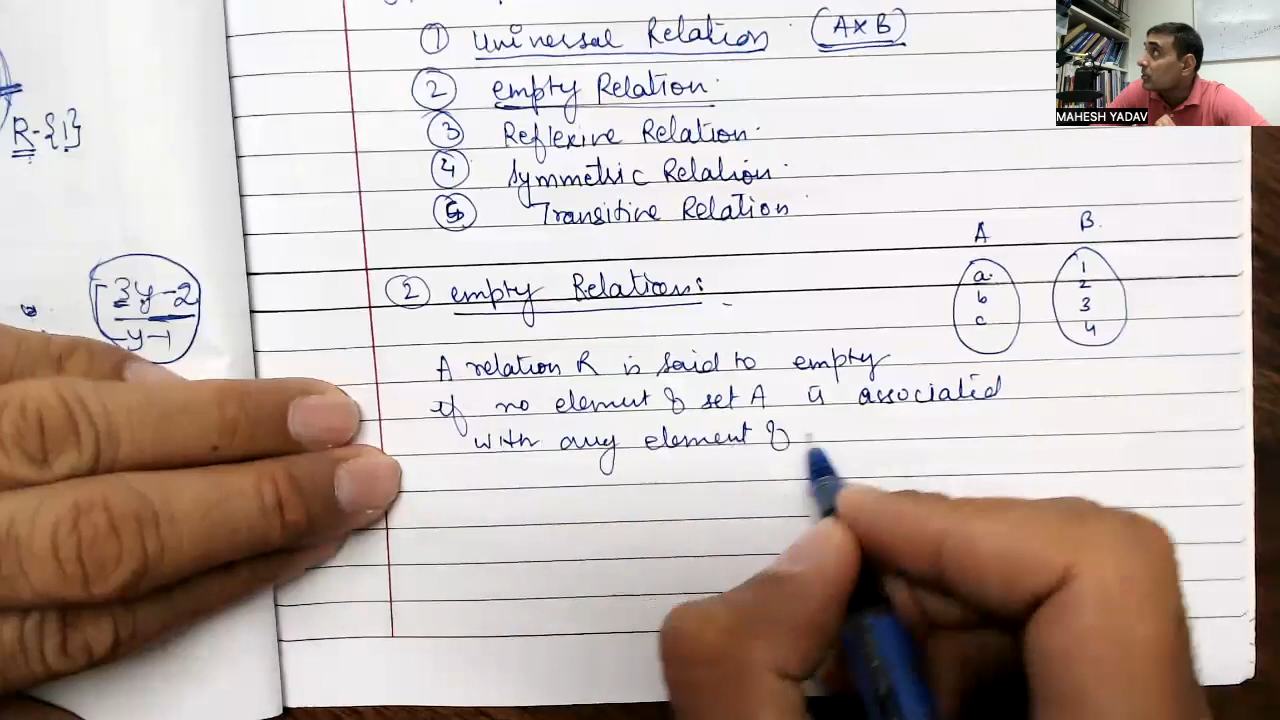 ① Universal Relation (A×B)
② empty Relation.
③ Reflexive Relation.
④ Symmetric Relation.
⑤ Transitive Relation
② empty Relation:
A relation R is said to empty
if no element of set A is associated
with any element of
A B.
a. 1
b 2
c 3
4
R-{1}
3y-2
y-1
MAHESH YADAV